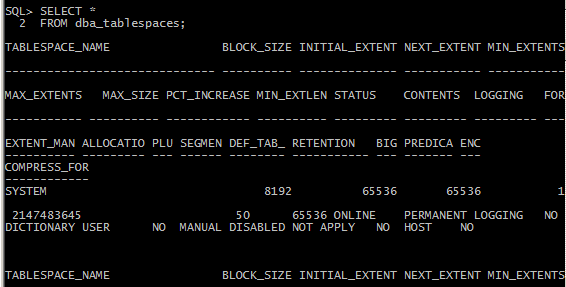 SQL> SELECT *
  2  FROM dba_tablespaces;
TABLESPACE_NAME                BLOCK_SIZE INITIAL_EXTENT NEXT_EXTENT MIN_EXTENTS
------------------------------ ---------- -------------- ----------- -----------
MAX_EXTENTS   MAX_SIZE PCT_INCREASE MIN_EXTLEN STATUS    CONTENTS  LOGGING   FOR
----------- ---------- ------------ ---------- --------- --------- --------- ---
EXTENT_MAN ALLOCATIO PLU SEGMEN DEF_TAB_ RETENTION   BIG PREDICA ENC
---------- --------- --- ------ -------- ----------- --- ------- ---
COMPRESS_FOR
------------
SYSTEM                               8192          65536       65536           1
 2147483645                      50      65536 ONLINE    PERMANENT LOGGING   NO
DICTIONARY USER      NO  MANUAL DISABLED NOT APPLY   NO  HOST    NO
TABLESPACE_NAME                BLOCK_SIZE INITIAL_EXTENT NEXT_EXTENT MIN_EXTENTS